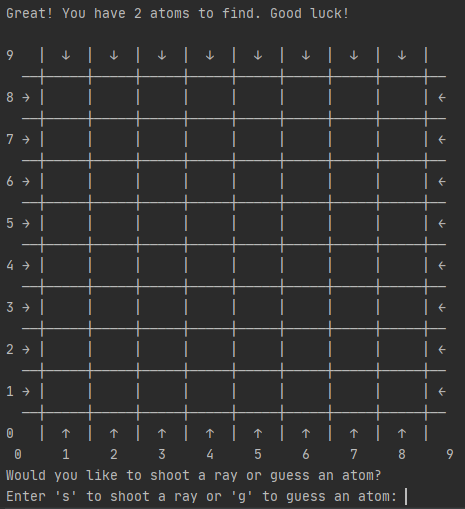 Great! You have 2 atoms to find. Good luck!
9 | ↓ | ↓ | ↓ | ↓ | ↓ | ↓ | ↓ | ↓ |
8 → | | | | | | | | | ←
7 → | | | | | | | | | ←
6 → | | | | | | | | | ←
5 → | | | | | | | | | ←
4 → | | | | | | | | | ←
3 → | | | | | | | | | ←
2 → | | | | | | | | | ←
1 → | | | | | | | | | ←
0 | ↑ | ↑ | ↑ | ↑ | ↑ | ↑ | ↑ | ↑ |
0 1 2 3 4 5 6 7 8 9
Would you like to shoot a ray or guess an atom?
Enter 's' to shoot a ray or 'g' to guess an atom: